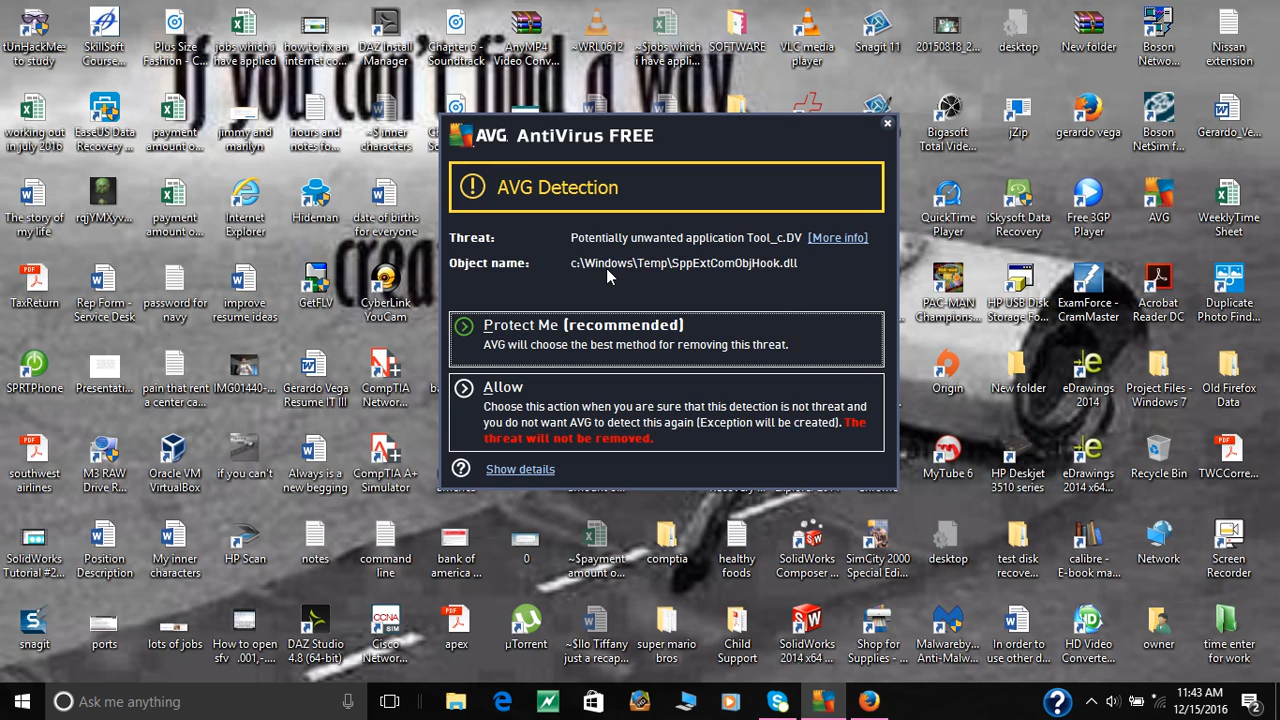 If you can't find a way
crea
tUnHackMe
to study
SkillSoft
Course...
Plus Size
Fashion - C...
jobs which i
have applied
how to fix an
internet co...
DAZ Install
Manager
Chapter 6 -
Soundtrack
AnyMP4
Video Conv...
~WRL0612
~$jobs which
i have appli...
SOFTWARE
VLC media
player
Snagit 11
20150818_2...
desktop
New folder
Boson
Netwo...
Nissan
extension
working out
in july 2016
EaseUS Data
Recovery ...
payment
amount o...
jimmy and
marilyn
hours and
notes fo...
~$ inner
characters
Bigasoft
Total Vide...
jZip
gerardo vega
Boson
NetSim f...
Gerardo_Ve...
The story of
my life
rqjVMXyv...
payment
amount ...
Internet
Explorer
Hideman
date of births
for everyone
QuickTime
Player
iSkysoft Data
Recovery
Free 3GP
Player
AVG
WeeklyTime
Sheet
TaxReturn
Rep Form -
Service Desk
password for
navy
improve
resume ideas
GetFLV
CyberLink
YouCam
PAC-MAN
Champions...
HP USB Disk
Storage Fo...
ExamForce -
CramMaster
Acrobat
Reader DC
Duplicate
Photo Find...
SPRTPhone
Presentati...
pain that rent
a center ca...
IMG01440-...
Gerardo Vega
Resume IT III
CompTIA
Networ...
Origin
New folder
eDrawings
2014
Project Files -
Windows 7
Old Firefox
Data
southwest
airlines
M3 RAW
Drive R...
Oracle VM
VirtualBox
if you can't
Always is a
new begging
CompTIA A+
Simulator
MyTube 6
HP Deskjet
3510 series
eDrawings
2014 x64...
Recycle Bin
TWCCorre...
AVG AntiVirus FREE
AVG Detection
Threat: Potentially unwanted application Tool_c.DV [More info]
Object name: c:\Windows\Temp\SppExtComObjHook.dll
Protect Me (recommended)
AVG will choose the best method for removing this threat.
Allow
Choose this action when you are sure that this detection is not threat and
you do not want AVG to detect this again (Exception will be created). The
threat will not be removed.
Show details
SolidWorks
Tutorial #2...
Position
Description
My inner
characters
HP Scan
notes
command
line
bank of
america ...
0
~$payment
amount o...
comptia
healthy
foods
SolidWorks
Composer ...
SimCity 2000
Special Edi...
desktop
test disk
recove...
calibre -
E-book ma...
Network
Screen
Recorder
snagit
ports
lots of jobs
How to open
sfv .001,-....
DAZ Studio
4.8 (64-bit)
Cisco
Network...
apex
µTorrent
~$llo Tiffany
just a recap...
super mario
bros
Child
Support
SolidWorks
2014 x64 ...
Shop for
Supplies - ...
Malwareby...
Anti-Malw...
In order to
use other d...
HD Video
Converte...
owner
time enter
for work
Ask me anything
11:43 AM
12/15/2016
2